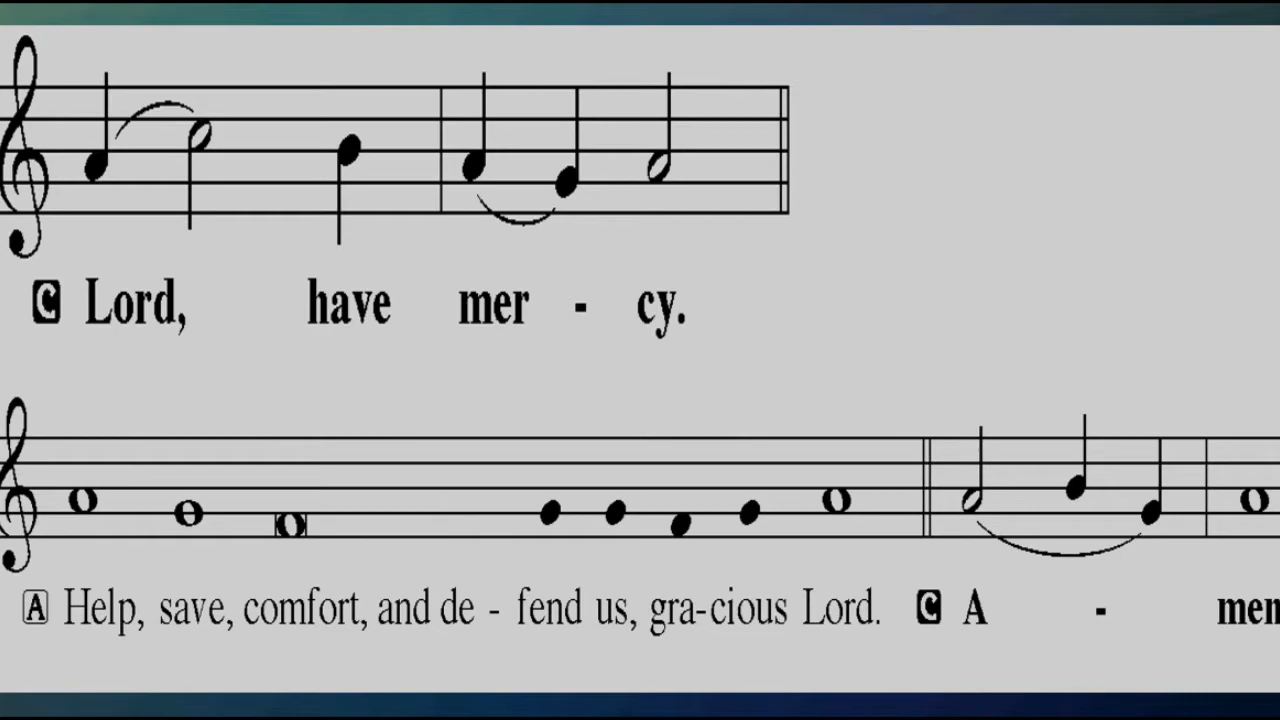 C Lord, have mer - cy.
A Help, save, comfort, and de - fend us, gra-cious Lord. C A - men